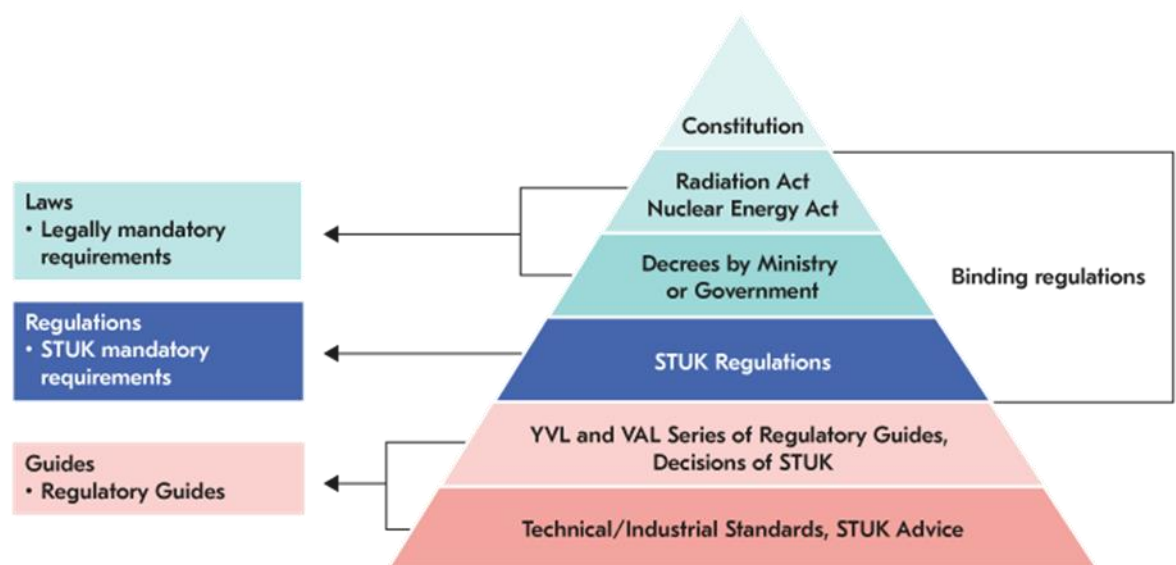 Constitution
Radiation Act
Nuclear Energy Act
Decrees by Ministry
or Government
STUK Regulations
YVL and VAL Series of Regulatory Guides,
Decisions of STUK
Technical/Industrial Standards, STUK Advice
Laws
• Legally mandatory
requirements
Regulations
• STUK mandatory
requirements
Guides
• Regulatory Guides
Binding regulations